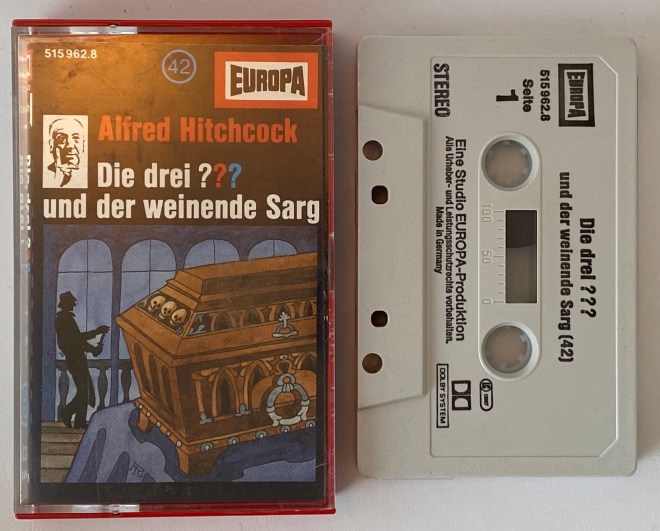 515 962.8
42
EUROPA
Alfred Hitchcock
Die drei ???
und der weinende Sarg
STEREO
515 962.8
Seite
1
EUROPA
Die drei ???
und der weinende Sarg (42)
Eine Studio EUROPA-Produktion
Alle Urheber- und Leistungsschutzrechte vorbehalten.
Made in Germany
100 50 0
DOLBY SYSTEM